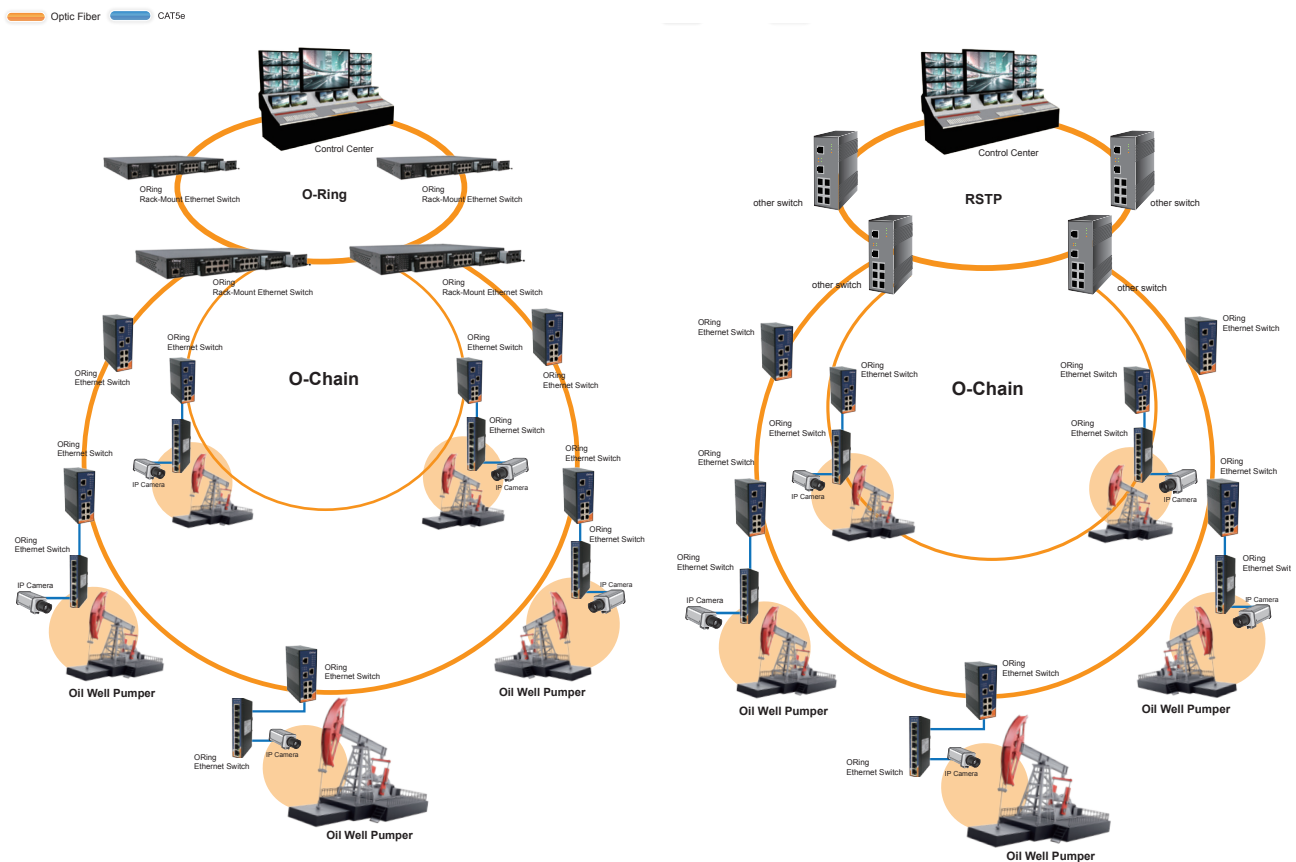 Optic Fiber
CAT5e
Control Center
ORing
Rack-Mount Ethernet Switch
ORing
Rack-Mount Ethernet Switch
O-Ring
ORing
Rack-Mount Ethernet Switch
ORing
Rack-Mount Ethernet Switch
ORing
Ethernet Switch
ORing
Ethernet Switch
ORing
Ethernet Switch
ORing
Ethernet Switch
O-Chain
ORing
Ethernet Switch
ORing
Ethernet Switch
ORing
Ethernet Switch
ORing
Ethernet Switch
IP Camera
IP Camera
ORing
Ethernet Switch
ORing
Ethernet Switch
IP Camera
IP Camera
Oil Well Pumper
Oil Well Pumper
ORing
Ethernet Switch
ORing
Ethernet Switch
IP Camera
Oil Well Pumper
Control Center
other switch
RSTP
other switch
other switch
other switch
ORing
Ethernet Switch
ORing
Ethernet Switch
ORing
Ethernet Switch
ORing
Ethernet Switch
O-Chain
ORing
Ethernet Switch
ORing
Ethernet Switch
ORing
Ethernet Switch
ORing
Ethernet Switch
IP Camera
IP Camera
ORing
Ethernet Switch
ORing
Ethernet Swit
IP Camera
IP Camera
Oil Well Pumper
Oil Well Pumper
ORing
Ethernet Switch
ORing
Ethernet Switch
IP Camera
Oil Well Pumper